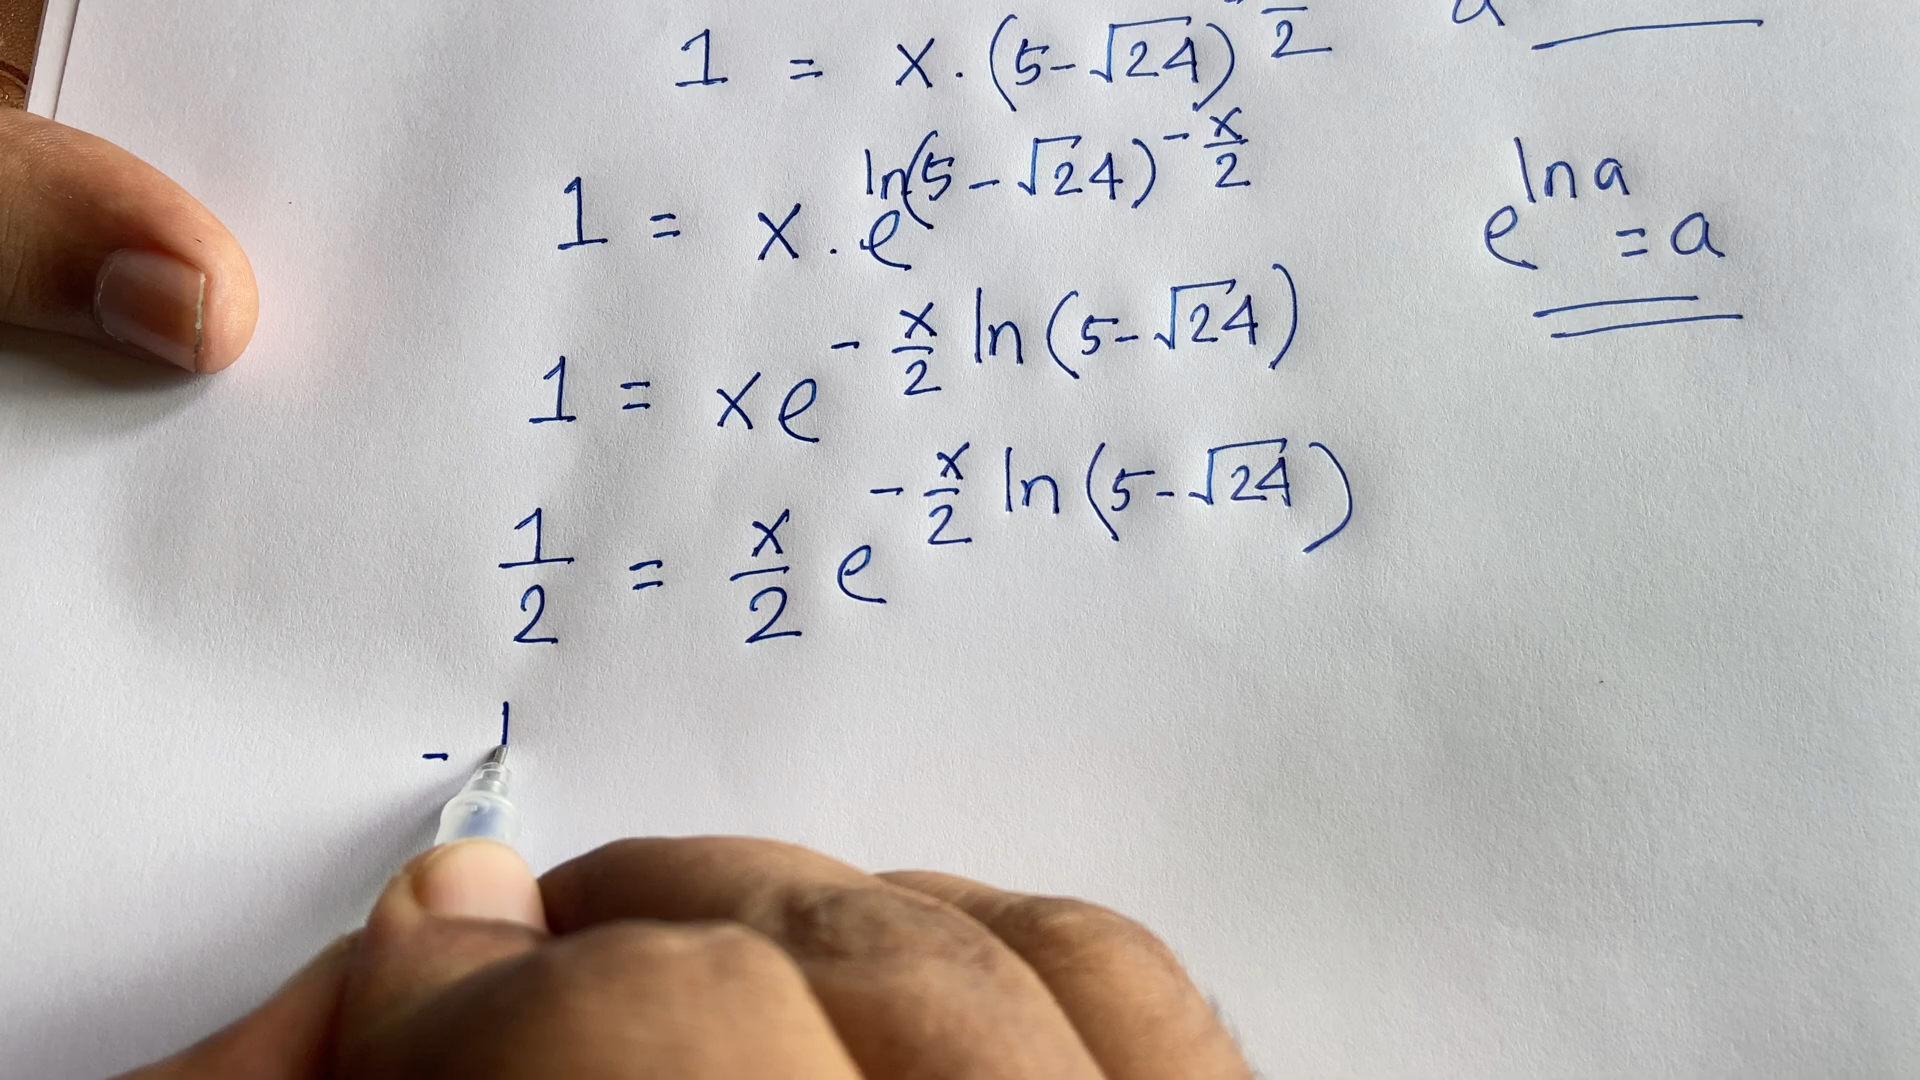 1 = x. (5-√24)^-/2 a
1 = x . e^ln(5-√24)^-x/2 e^ln a = a
1 = xe^-x/2 ln (5-√24)
1/2 = x/2 e^-x/2 ln (5-√24)
- 1